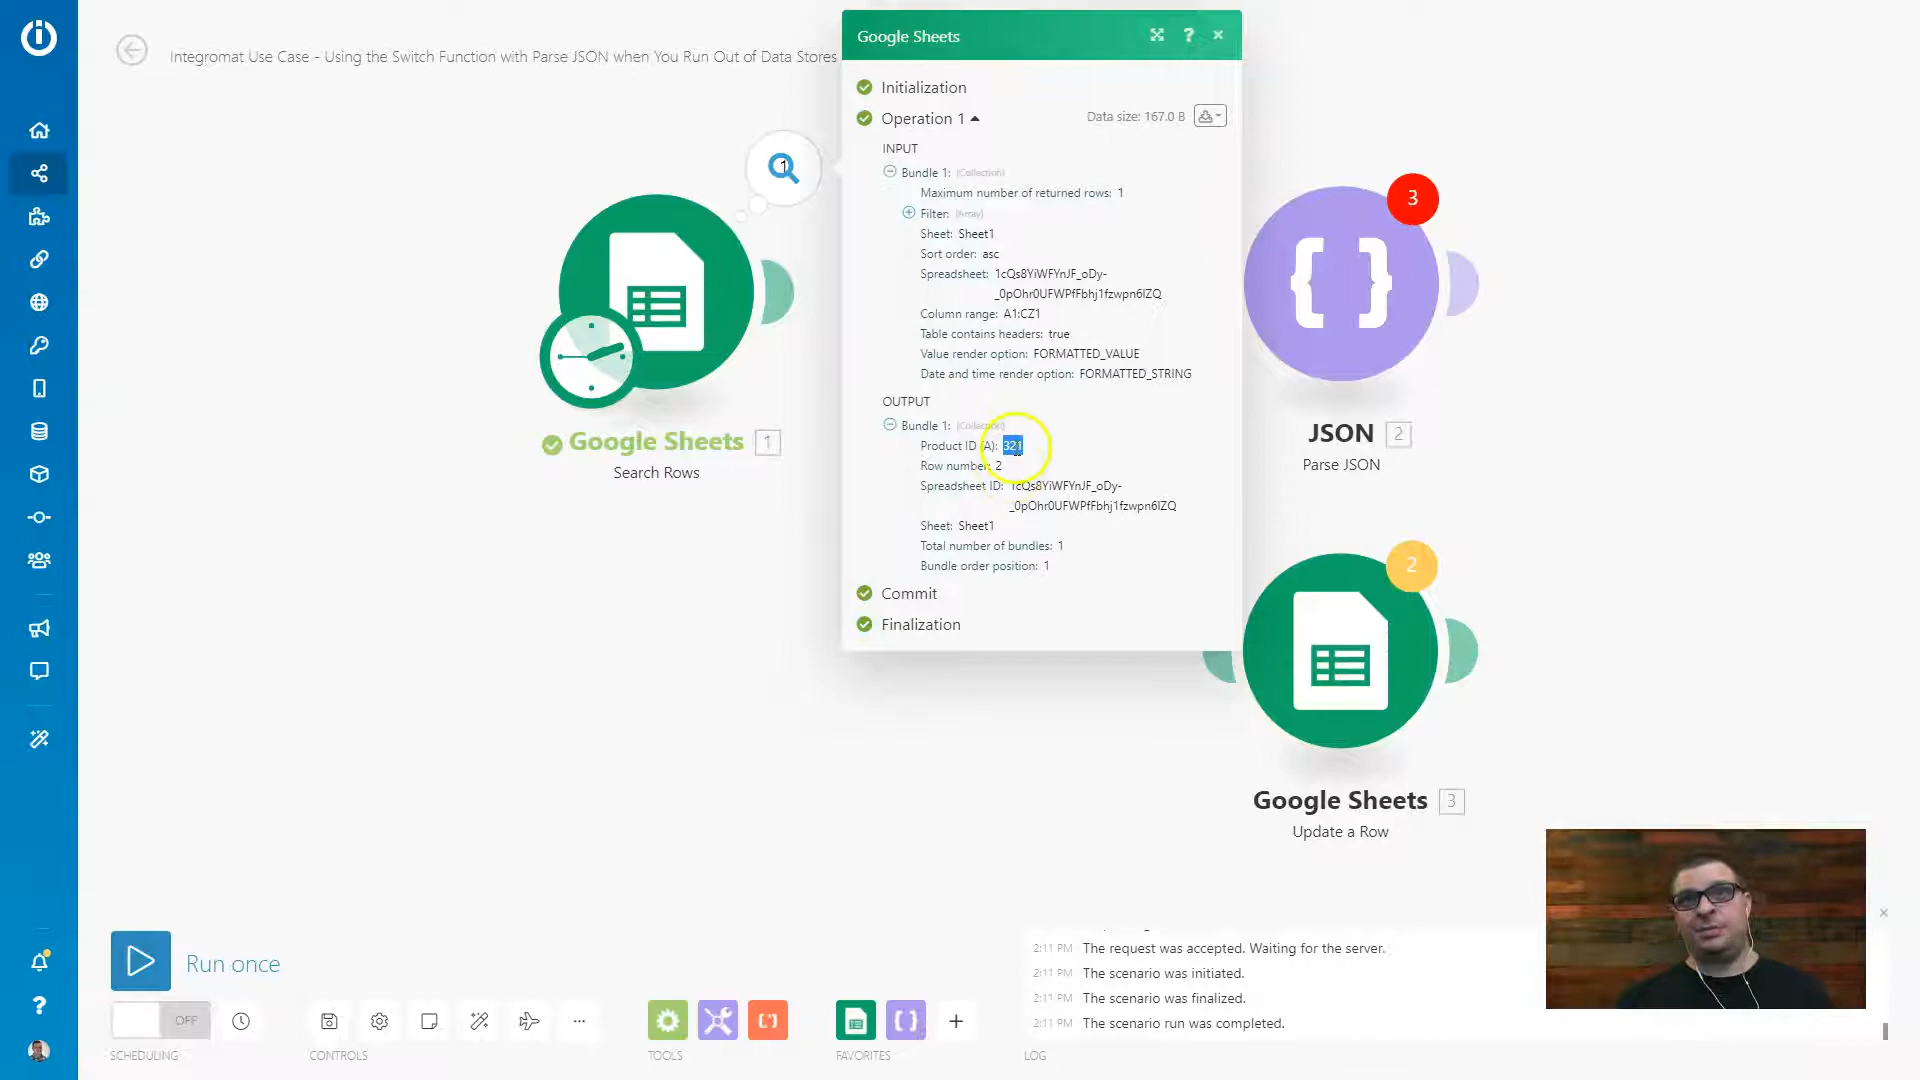 Integromat Use Case - Using the Switch Function with Parse JSON when You Run Out of Data Stores
Google Sheets
?
Initialization
Operation 1
Data size: 167.0 B
INPUT
Bundle 1: (Collection)
Maximum number of returned rows: 1
Filter: (Array)
Sheet: Sheet1
Sort order: asc
Spreadsheet: 1cQs8YiWFYnJF_oDy-
_0pOhr0UFWPfFbhj1fzwpn6IZQ
Column range: A1:CZ1
Table contains headers: true
Value render option: FORMATTED_VALUE
Date and time render option: FORMATTED_STRING
OUTPUT
Bundle 1: (Collection)
Product ID (A): 321
Row number: 2
Spreadsheet ID: 1cQs8YiWFYnJF_oDy-
_0pOhr0UFWPfFbhj1fzwpn6IZQ
Sheet: Sheet1
Total number of bundles: 1
Bundle order position: 1
Commit
Finalization
1
Google Sheets 1
Search Rows
3
JSON 2
Parse JSON
2
Google Sheets 3
Update a Row
Run once
OFF
SCHEDULING
CONTROLS
TOOLS
FAVORITES
LOG
2:11 PM The request was accepted. Waiting for the server.
2:11 PM The scenario was initiated.
2:11 PM The scenario was finalized.
2:11 PM The scenario run was completed.
?